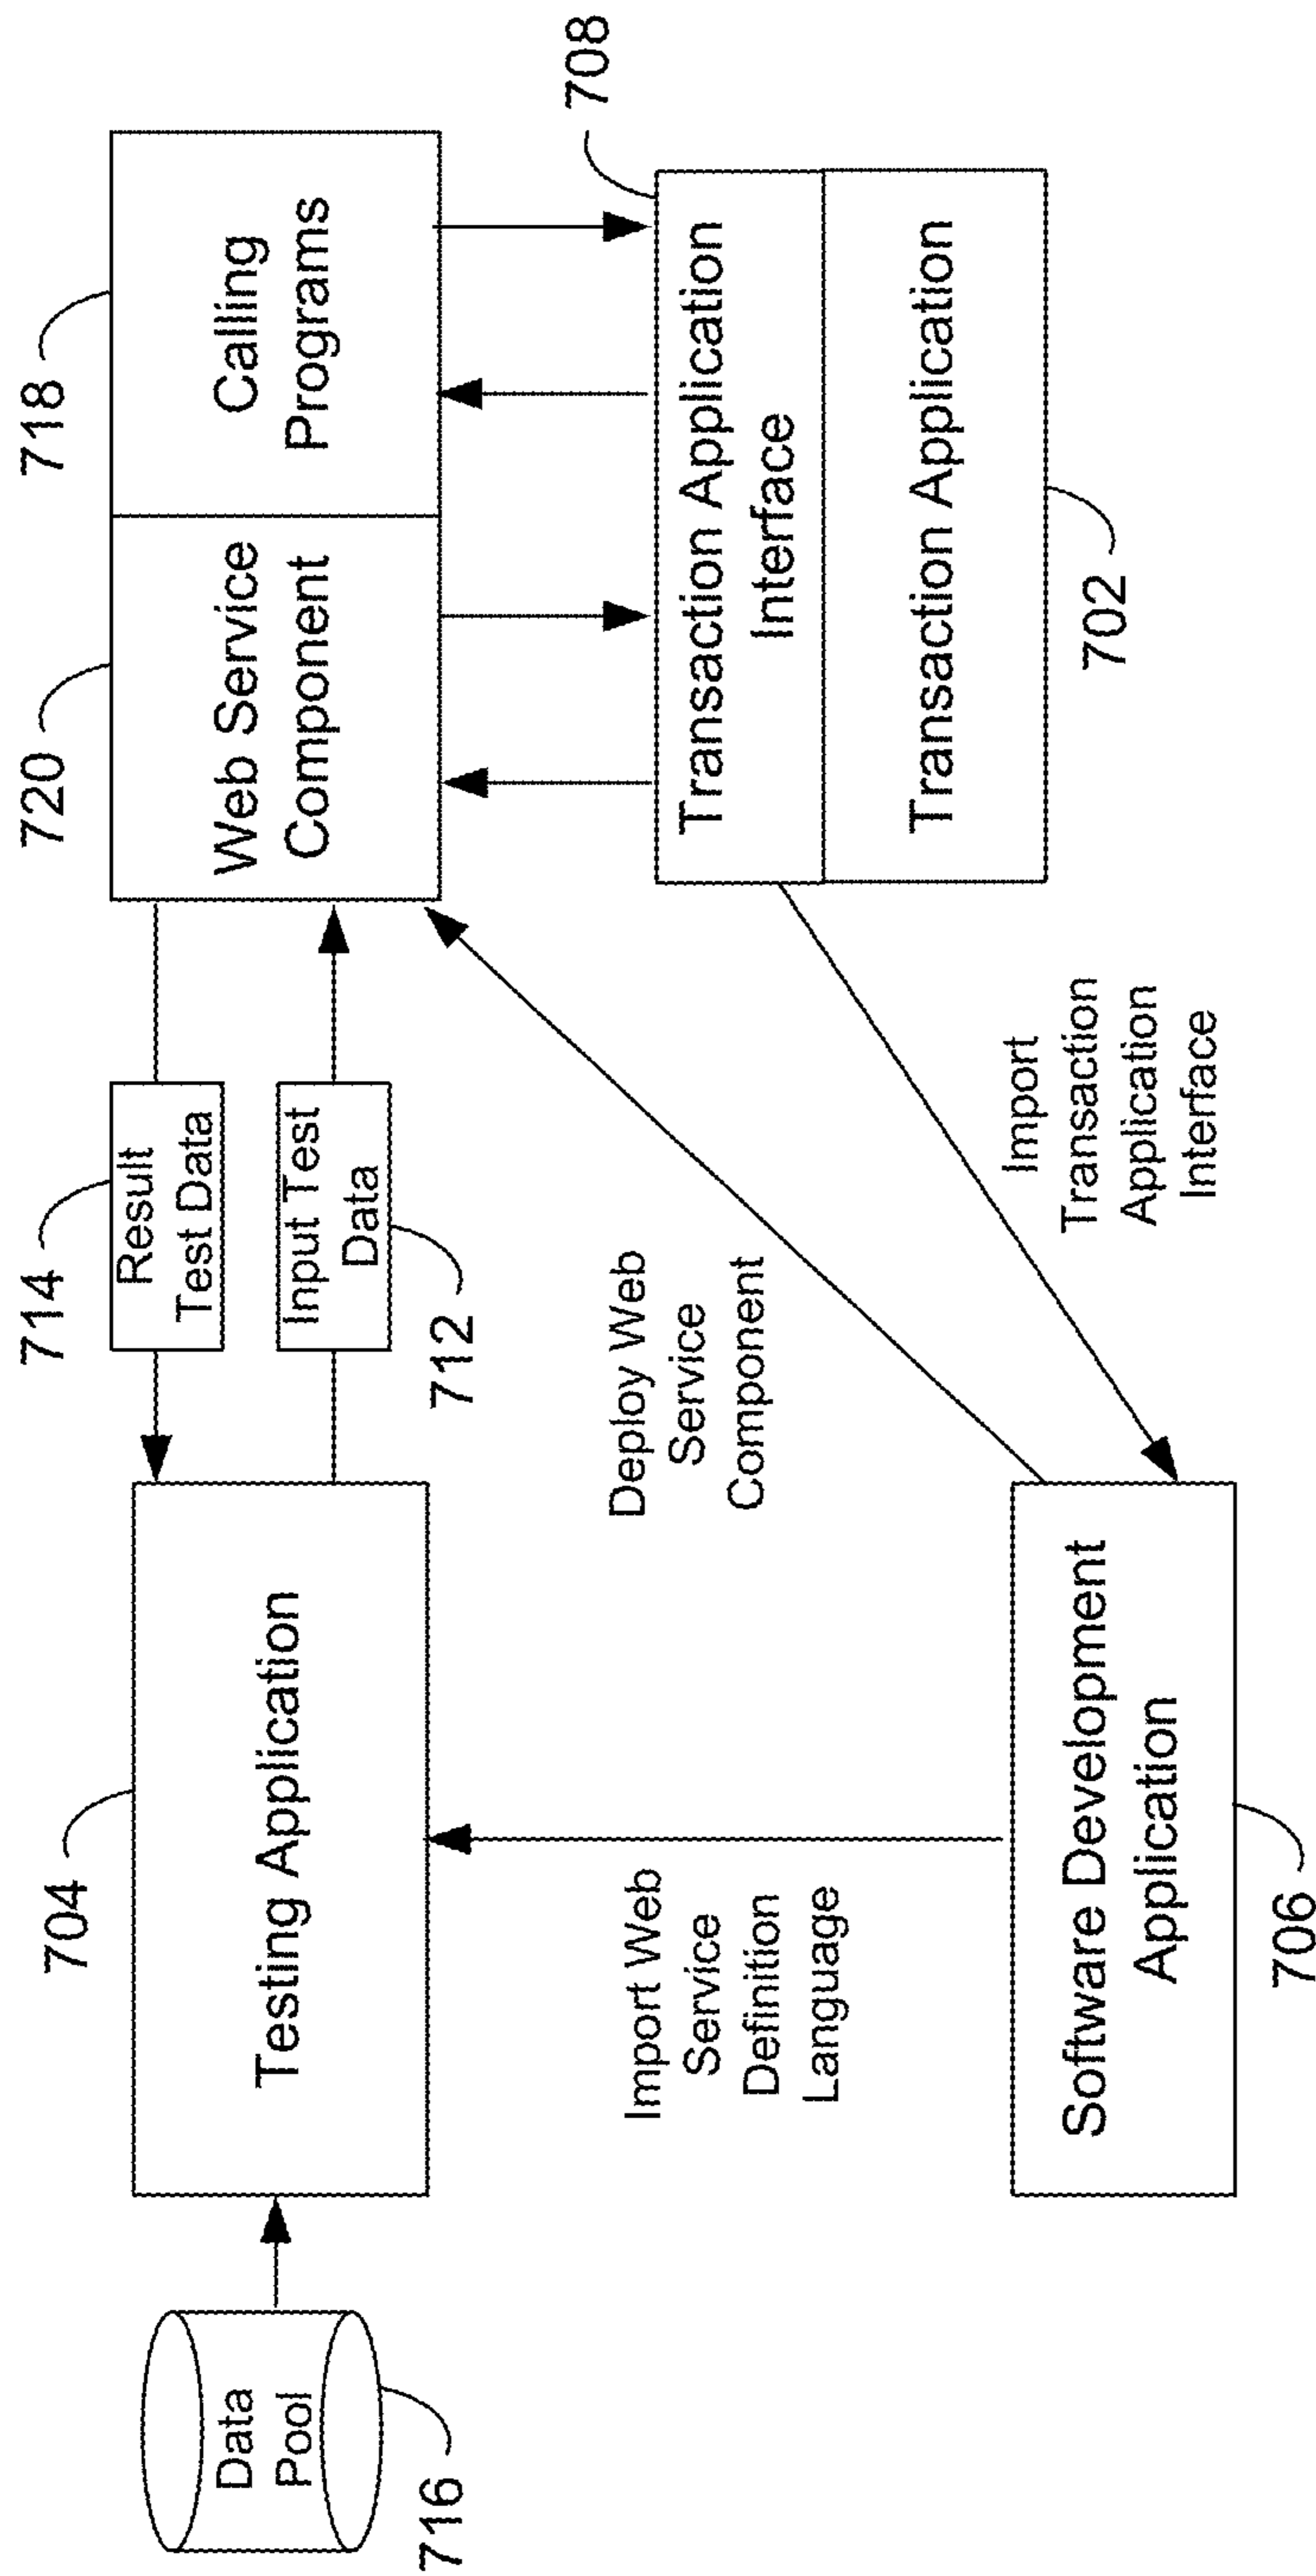 716
Data
Pool
704
Testing Application
714
Result
Test Data
Input Test
Data
712
720
Web Service
Component
718
Calling
Programs
708
Transaction Application
Interface
Transaction Application
702
Import Web
Service
Definition
Language
Deploy Web
Service
Component
Import
Transaction
Application
Interface
Software Development
Application
706